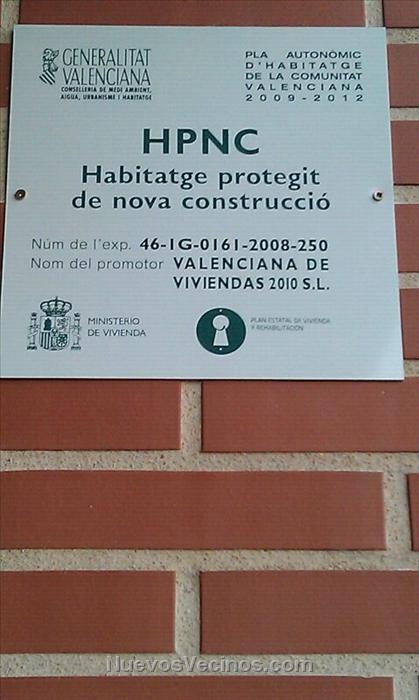 GENERALITAT
VALENCIANA
CONSELLERIA DE MEDI AMBIENT,
AIGUA, URBANISME I HABITATGE
PLA AUTONÒMIC
D'HABITATGE
DE LA COMUNITAT
VALENCIANA
2009-2012
HPNC
Habitatge protegit
de nova construcció
Núm de l'exp. 46-1G-0161-2008-250
Nom del promotor VALENCIANA DE
VIVIENDAS 2010 S.L.
MINISTERIO
DE VIVIENDA
PLAN ESTATAL DE VIVIENDA
Y REHABILITACIÓN
NuevosVecinos.com